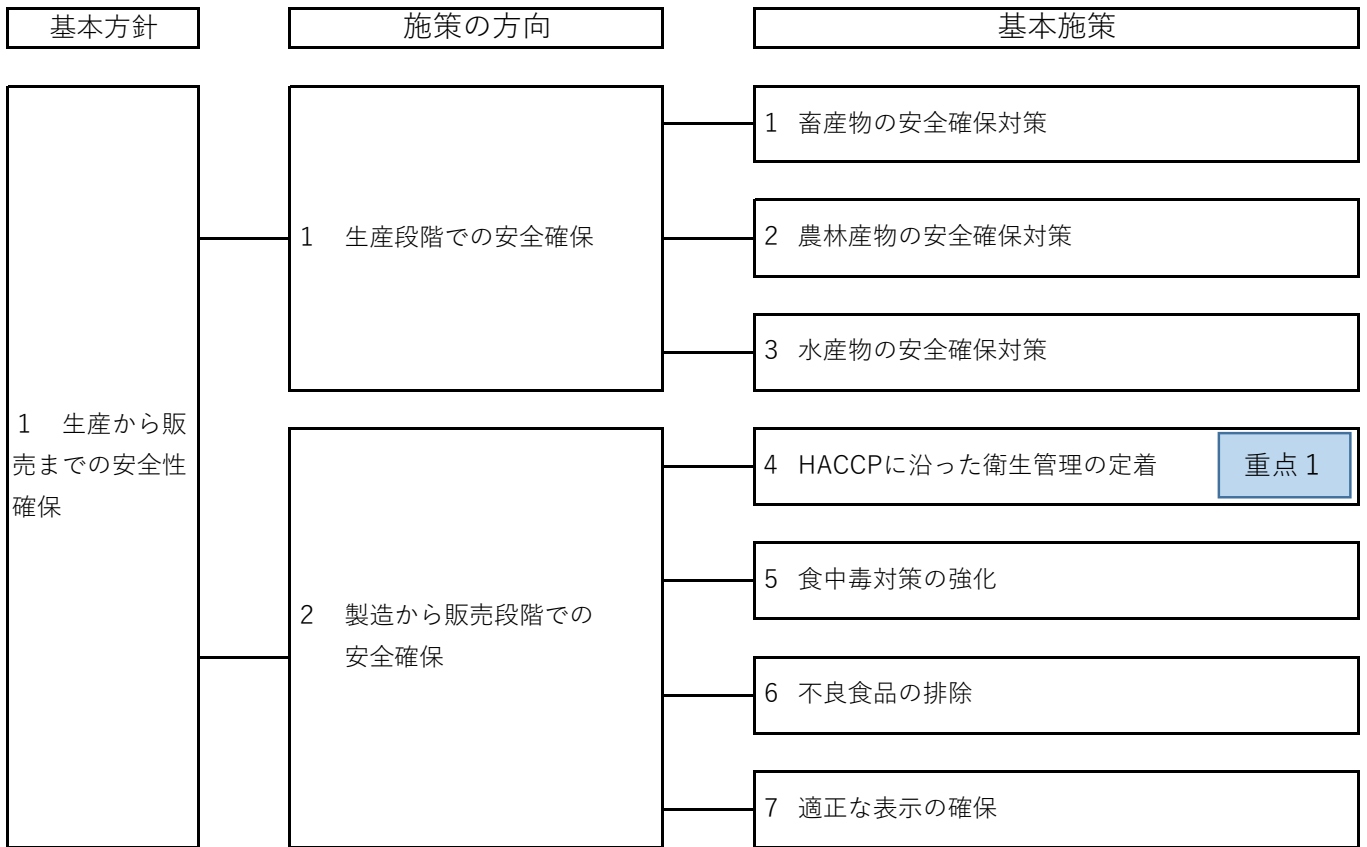 基本方針
施策の方向
基本施策
1 生産から販
売までの安全性
確保
1 生産段階での安全確保
1 畜産物の安全確保対策
2 農林産物の安全確保対策
3 水産物の安全確保対策
2 製造から販売段階での
安全確保
4 HACCPに沿った衛生管理の定着
重点1
5 食中毒対策の強化
6 不良食品の排除
7 適正な表示の確保